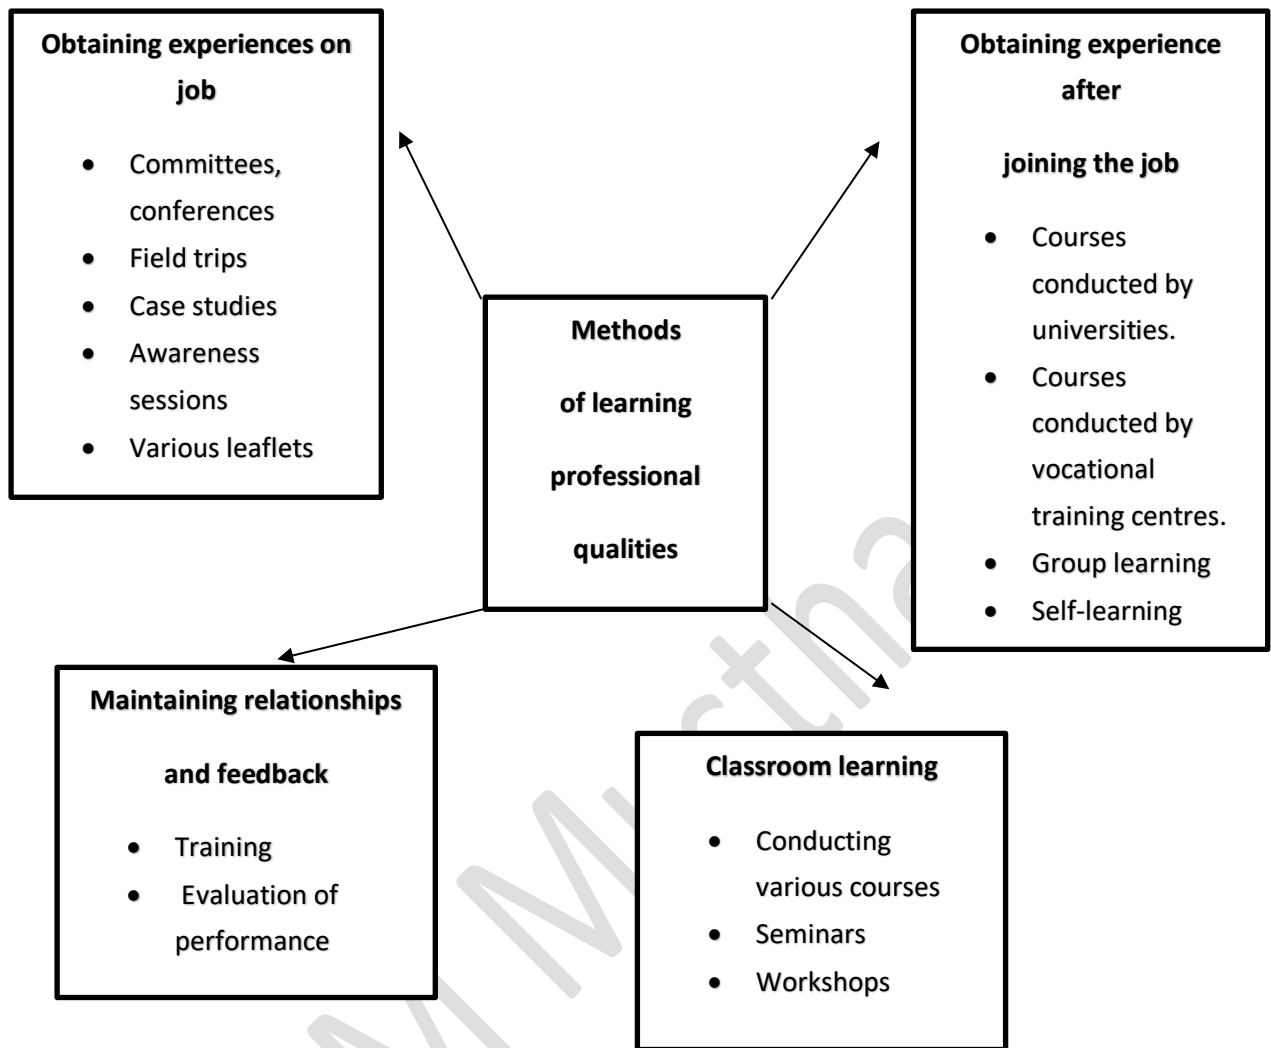 Obtaining experiences on
job
• Committees,
conferences
• Field trips
• Case studies
• Awareness
sessions
• Various leaflets
Obtaining experience
after
joining the job
• Courses
conducted by
universities.
• Courses
conducted by
vocational
training centres.
• Group learning
• Self-learning
Methods
of learning
professional
qualities
Maintaining relationships
and feedback
• Training
• Evaluation of
performance
Classroom learning
• Conducting
various courses
• Seminars
• Workshops